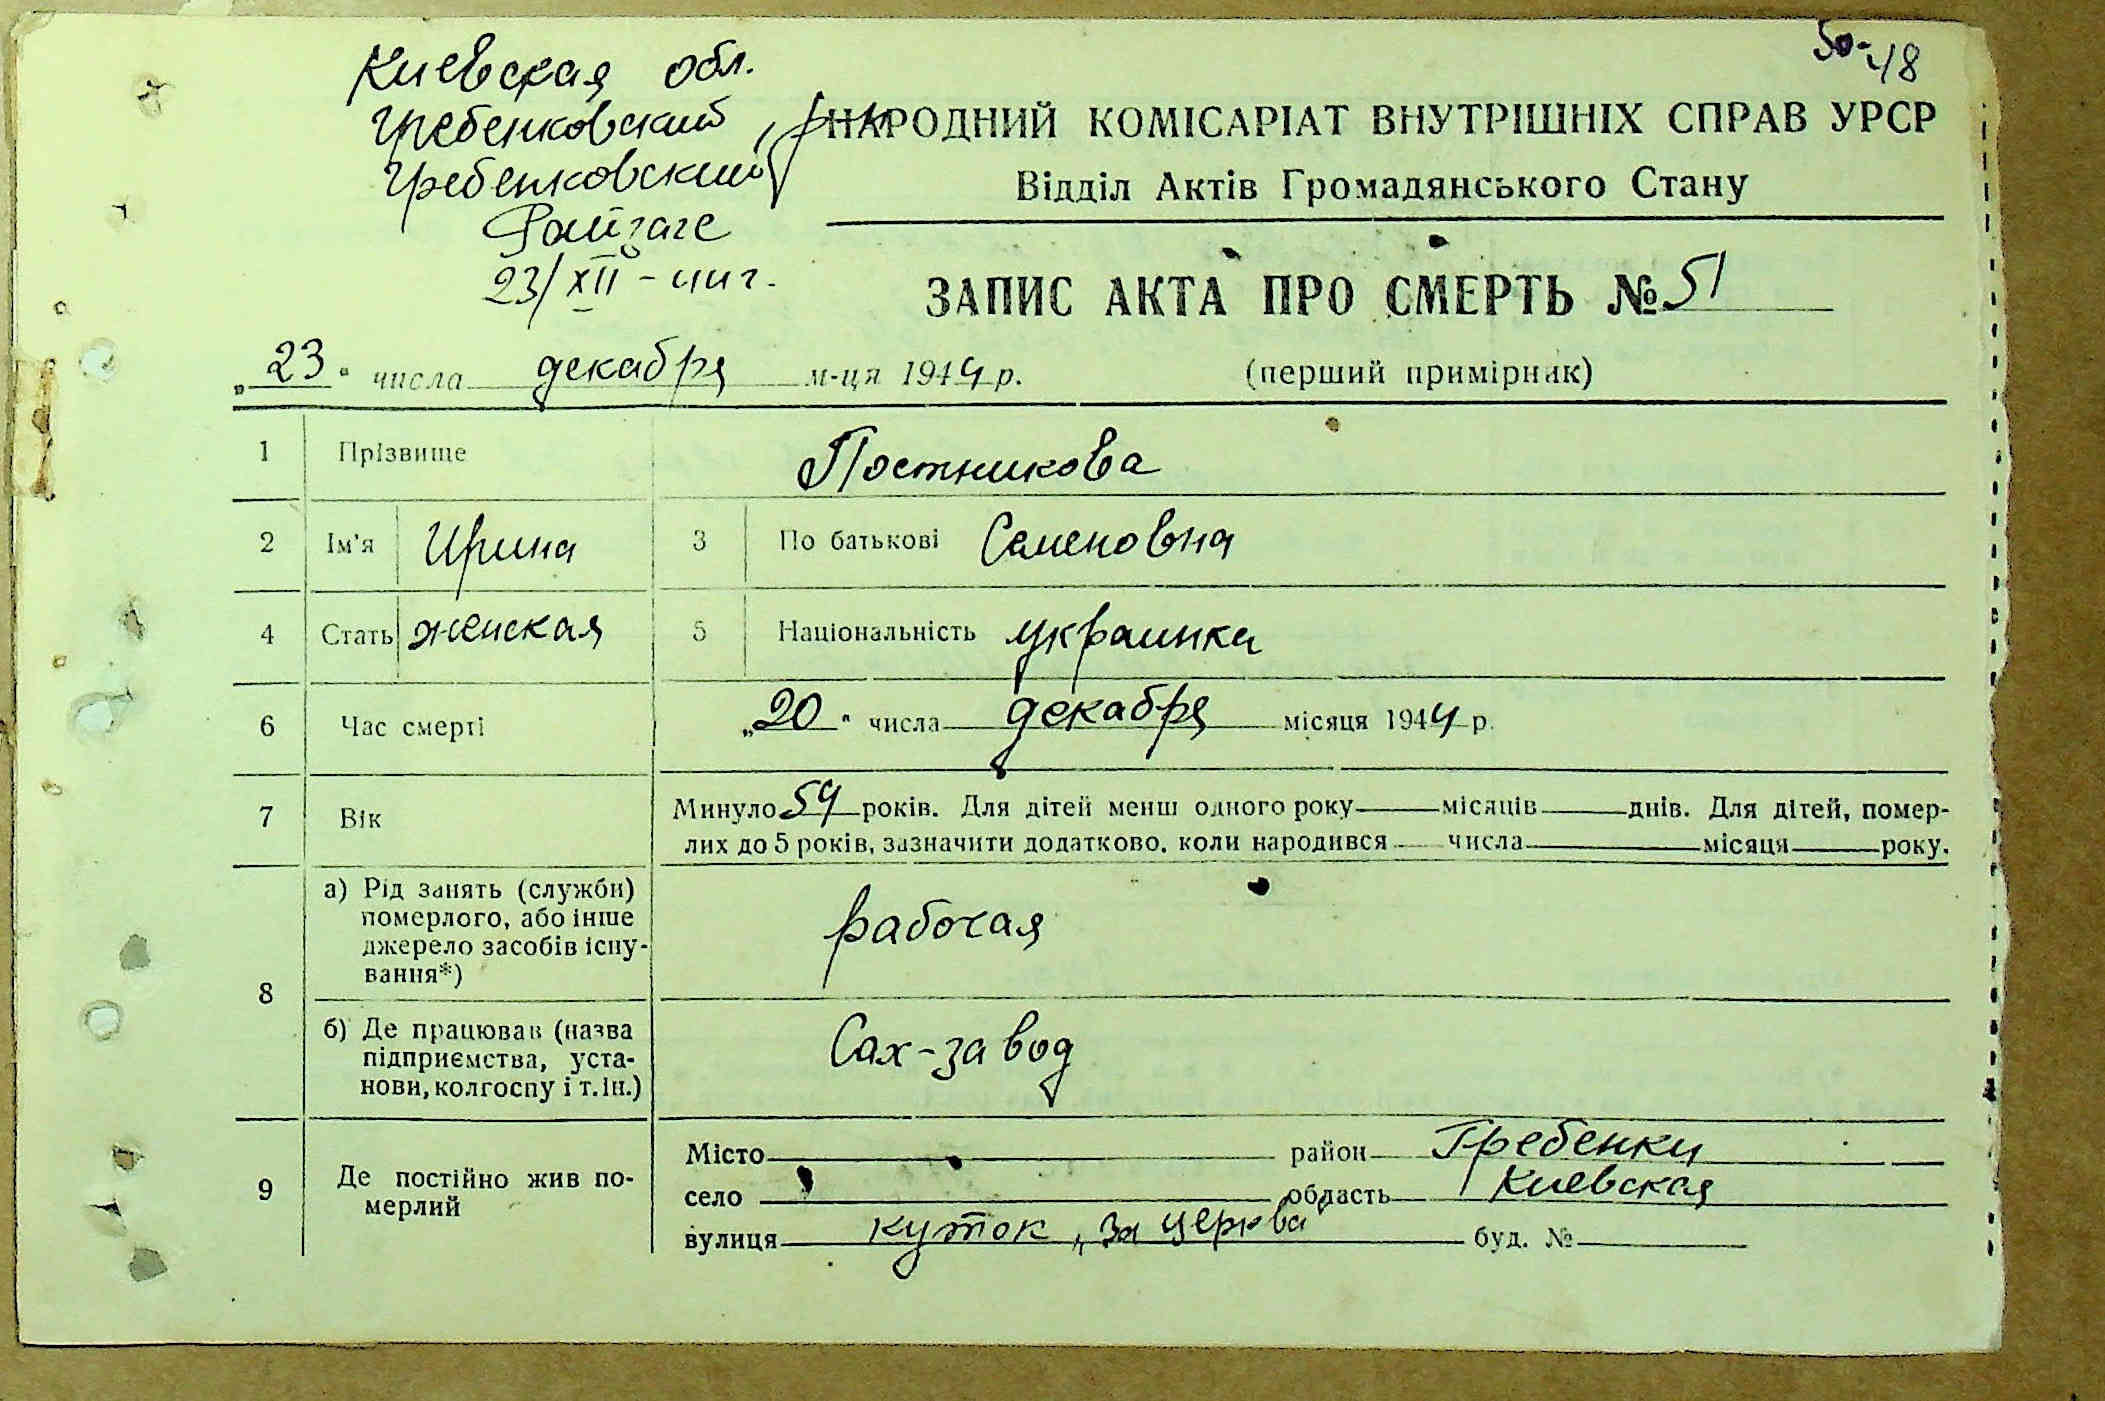 50 48
Киевская обл.
Гребенковский р-н
Гребенковский
Райзагс
23/XII-44 г.
НАРОДНИЙ КОМІСАРІАТ ВНУТРІШНІХ СПРАВ УРСР
Відділ Актів Громадянського Стану
ЗАПИС АКТА ПРО СМЕРТЬ № 51
„23" числа декабря м-ця 1944 р. (перший примірник)
1 Прізвище Постникова
2 Ім'я Ирина 3 По батькові Семеновна
4 Стать женская 5 Національність украинка
6 Час смерті „20" числа декабря місяця 1944 р.
7 Вік Минуло 54 років. Для дітей менш одного року місяців днів. Для дітей, помер-
лих до 5 років, зазначити додатково, коли народився числа місяця року.
8 а) Рід занять (служби)
померлого, або інше
джерело засобів існу-
вання*)
рабочая
б) Де працював (назва
підприємства, уста-
нови, колгоспу і т.ін.)
Сах-завод
9 Де постійно жив по-
мерлий
Місто район Гребенки
село область Киевская
вулиця куток „за церква" буд. №